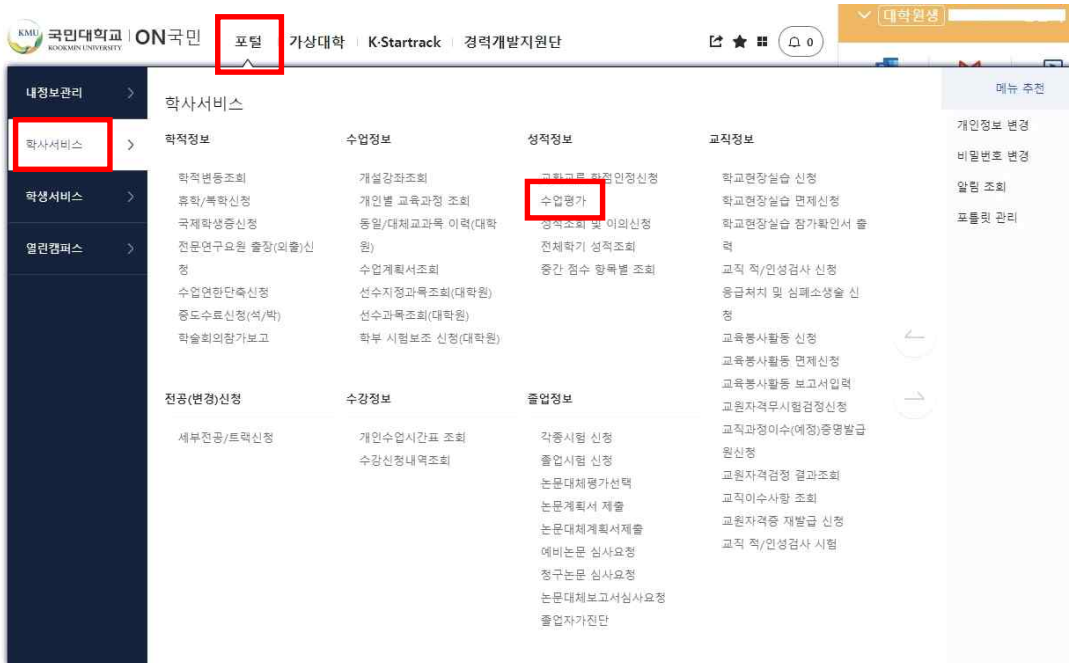 KMU 국민대학교 KOOKMIN UNIVERSITY ON국민
포털 가상대학 K·Startrack 경력개발지원단
0
대학원생
내정보관리
학사서비스
학생서비스
열린캠퍼스
학사서비스
학적정보
학적변동조회
휴학/복학신청
국제학생증신청
전문연구요원 출장(외출)신
청
수업연한단축신청
중도수료신청(석/박)
학술회의참가보고
수업정보
개설강좌조회
개인별 교육과정 조회
동일/대체교과목 이력(대학
원)
수업계획서조회
선수지정과목조회(대학원)
선수과목조회(대학원)
학부 시험보조 신청(대학원)
성적정보
교환교류 학점인정신청
수업평가
성적조회 및 이의신청
전체학기 성적조회
중간 점수 항목별 조회
교직정보
학교현장실습 신청
학교현장실습 면제신청
학교현장실습 참가확인서 출
력
교직 적/인성검사 신청
응급처치 및 심폐소생술 신
청
교육봉사활동 신청
교육봉사활동 면제신청
교육봉사활동 보고서입력
교원자격무시험검정신청
교직과정이수(예정)증명발급
원신청
교원자격검정 결과조회
교직이수사항 조회
교원자격증 재발급 신청
교직 적/인성검사 시험
전공(변경)신청
세부전공/트랙신청
수강정보
개인수업시간표 조회
수강신청내역조회
졸업정보
각종시험 신청
졸업시험 신청
논문대체평가선택
논문계획서 제출
논문대체계획서제출
예비논문 심사요청
청구논문 심사요청
논문대체보고서심사요청
졸업자가진단
메뉴 추천
개인정보 변경
비밀번호 변경
알림 조회
포틀릿 관리